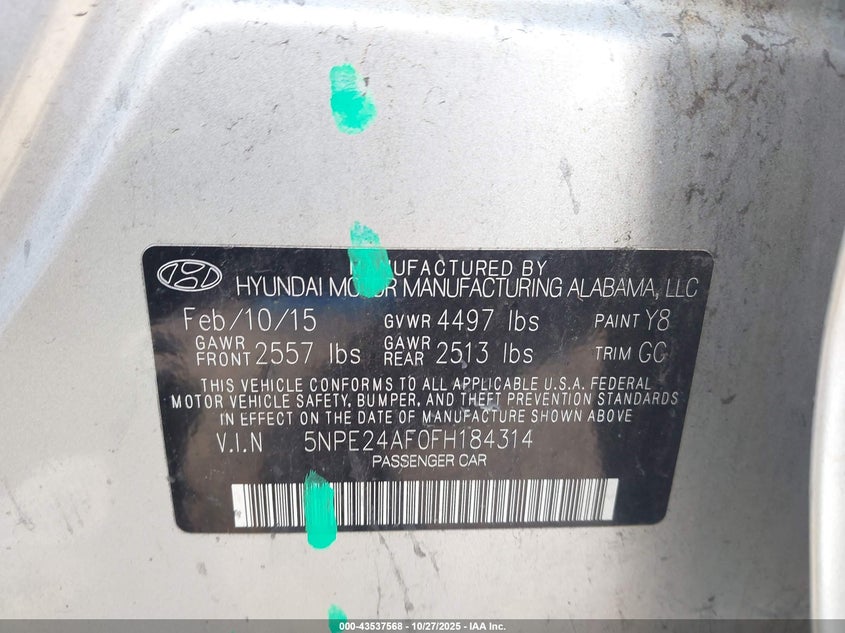 MANUFACTURED BY
HYUNDAI MOTOR MANUFACTURING ALABAMA, LLC
Feb/10/15 GVWR 4497 lbs PAINT Y8
GAWR FRONT 2557 lbs GAWR REAR 2513 lbs TRIM GC
THIS VEHICLE CONFORMS TO ALL APPLICABLE U.S.A. FEDERAL
MOTOR VEHICLE SAFETY, BUMPER, AND THEFT PREVENTION STANDARDS
IN EFFECT ON THE DATE OF MANUFACTURE SHOWN ABOVE
V.I.N 5NPE24AF0FH184314
PASSENGER CAR
000-43537568 - 10/27/2025 - IAA Inc.